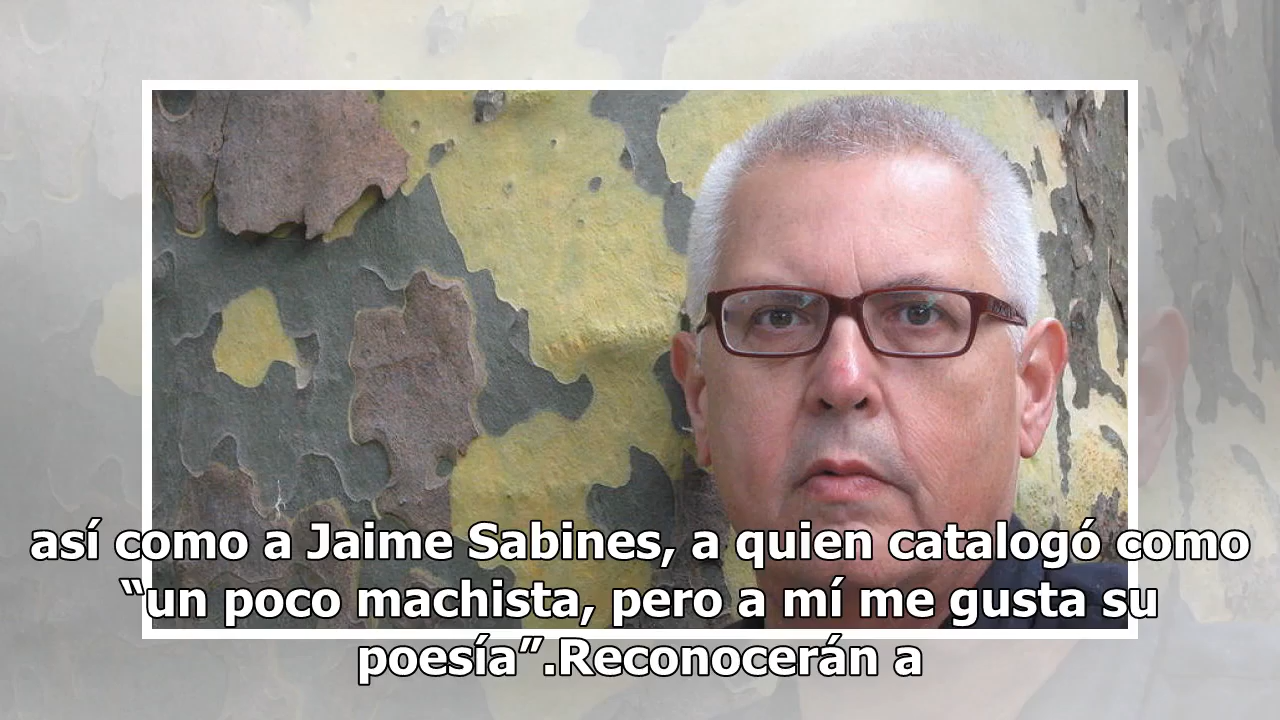 así como a Jaime Sabines, a quien catalogó como
“un poco machista, pero a mí me gusta su
poesía”.Reconocerán a